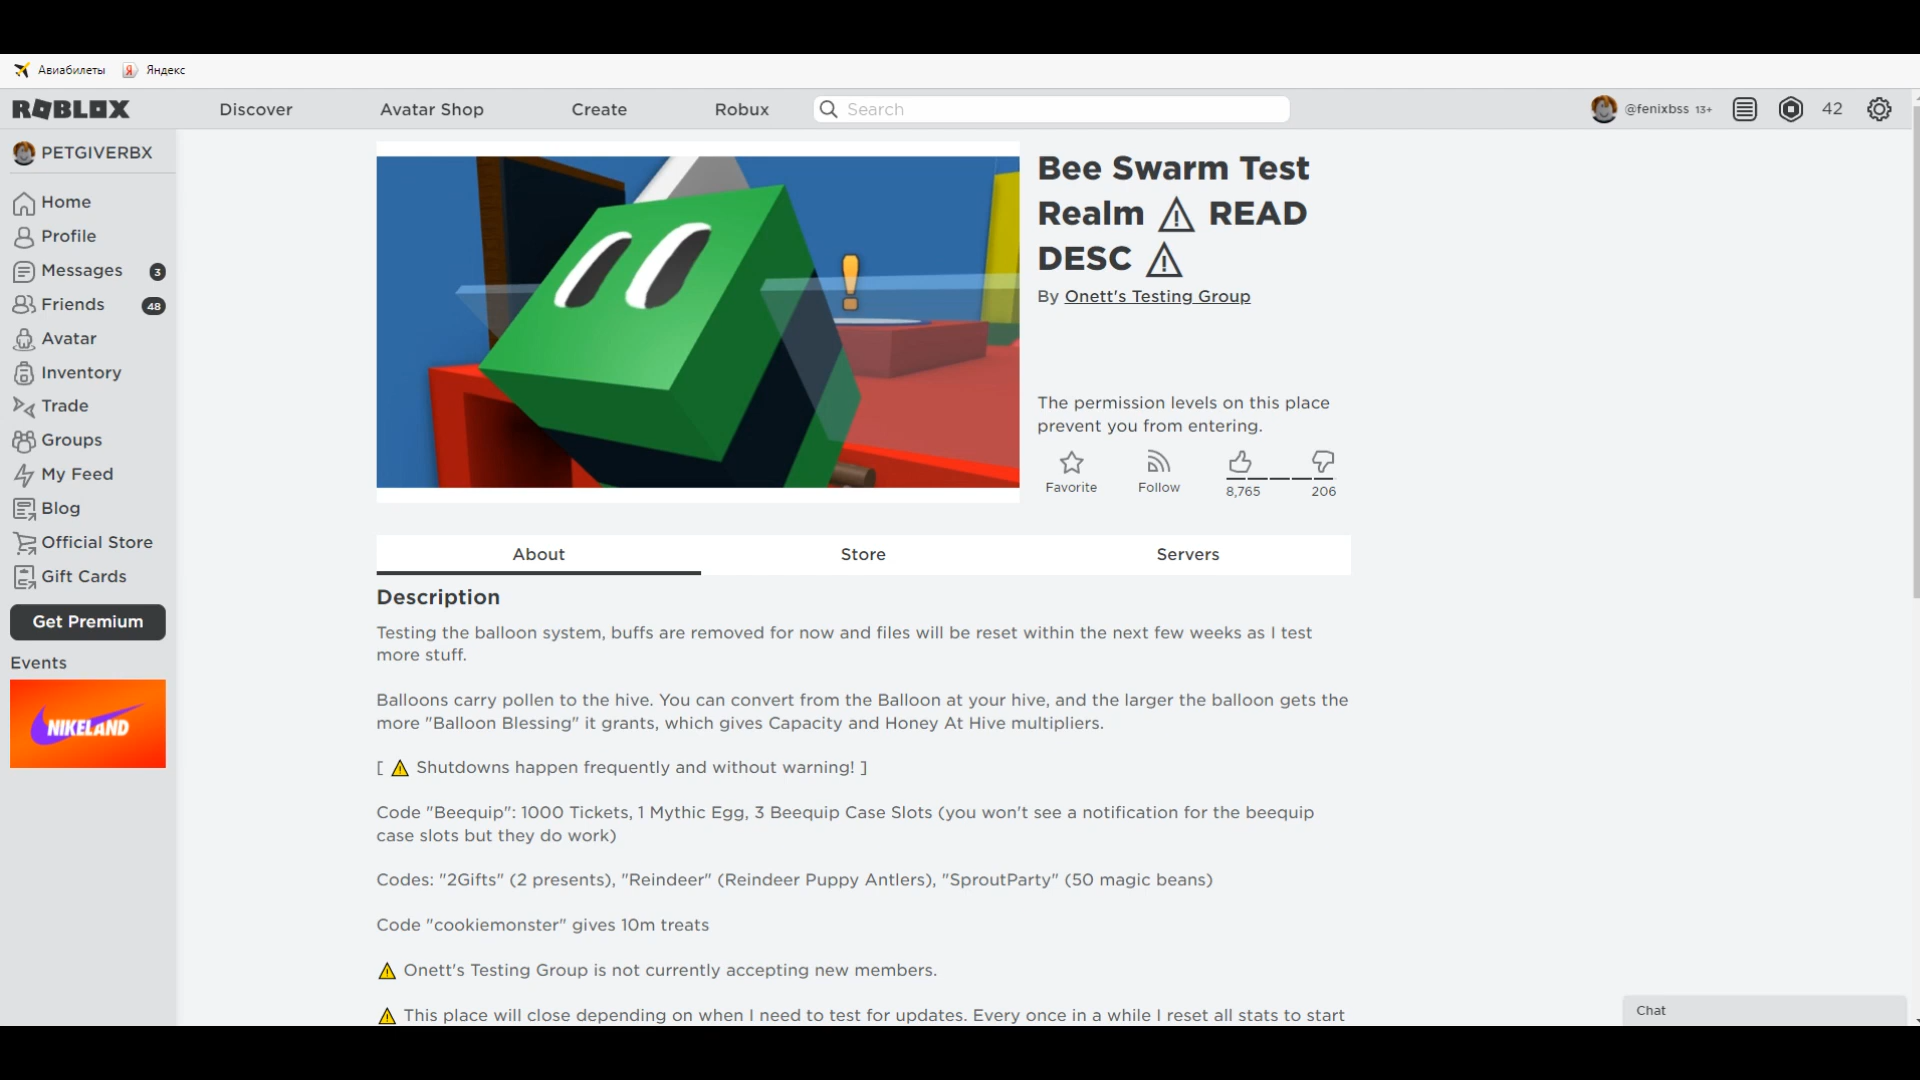 Авиабилеты Яндекс
ROBLOX Discover Avatar Shop Create Robux Search @fenixbss 13+ 42
PETGIVERBX
Home
Profile
Messages 3
Friends 48
Avatar
Inventory
Trade
Groups
My Feed
Blog
Official Store
Gift Cards
Get Premium
Events
NIKELAND
Bee Swarm Test
Realm ⚠ READ
DESC ⚠
By Onett's Testing Group
The permission levels on this place
prevent you from entering.
Favorite Follow 8,765 206
About Store Servers
Description
Testing the balloon system, buffs are removed for now and files will be reset within the next few weeks as I test
more stuff.
Balloons carry pollen to the hive. You can convert from the Balloon at your hive, and the larger the balloon gets the
more "Balloon Blessing" it grants, which gives Capacity and Honey At Hive multipliers.
[ ⚠ Shutdowns happen frequently and without warning! ]
Code "Beequip": 1000 Tickets, 1 Mythic Egg, 3 Beequip Case Slots (you won't see a notification for the beequip
case slots but they do work)
Codes: "2Gifts" (2 presents), "Reindeer" (Reindeer Puppy Antlers), "SproutParty" (50 magic beans)
Code "cookiemonster" gives 10m treats
⚠ Onett's Testing Group is not currently accepting new members.
⚠ This place will close depending on when I need to test for updates. Every once in a while I reset all stats to start
Chat